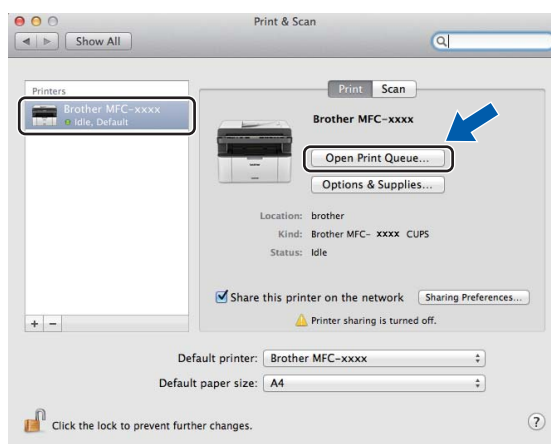 Print & Scan
Show All
Printers
Brother MFC-xxxx
Idle, Default
Print Scan
Brother MFC-xxxx
Open Print Queue...
Options & Supplies...
Location: brother
Kind: Brother MFC- xxxx CUPS
Status: Idle
Share this printer on the network Sharing Preferences...
Printer sharing is turned off.
+ −
Default printer: Brother MFC-xxxx
Default paper size: A4
Click the lock to prevent further changes. ?